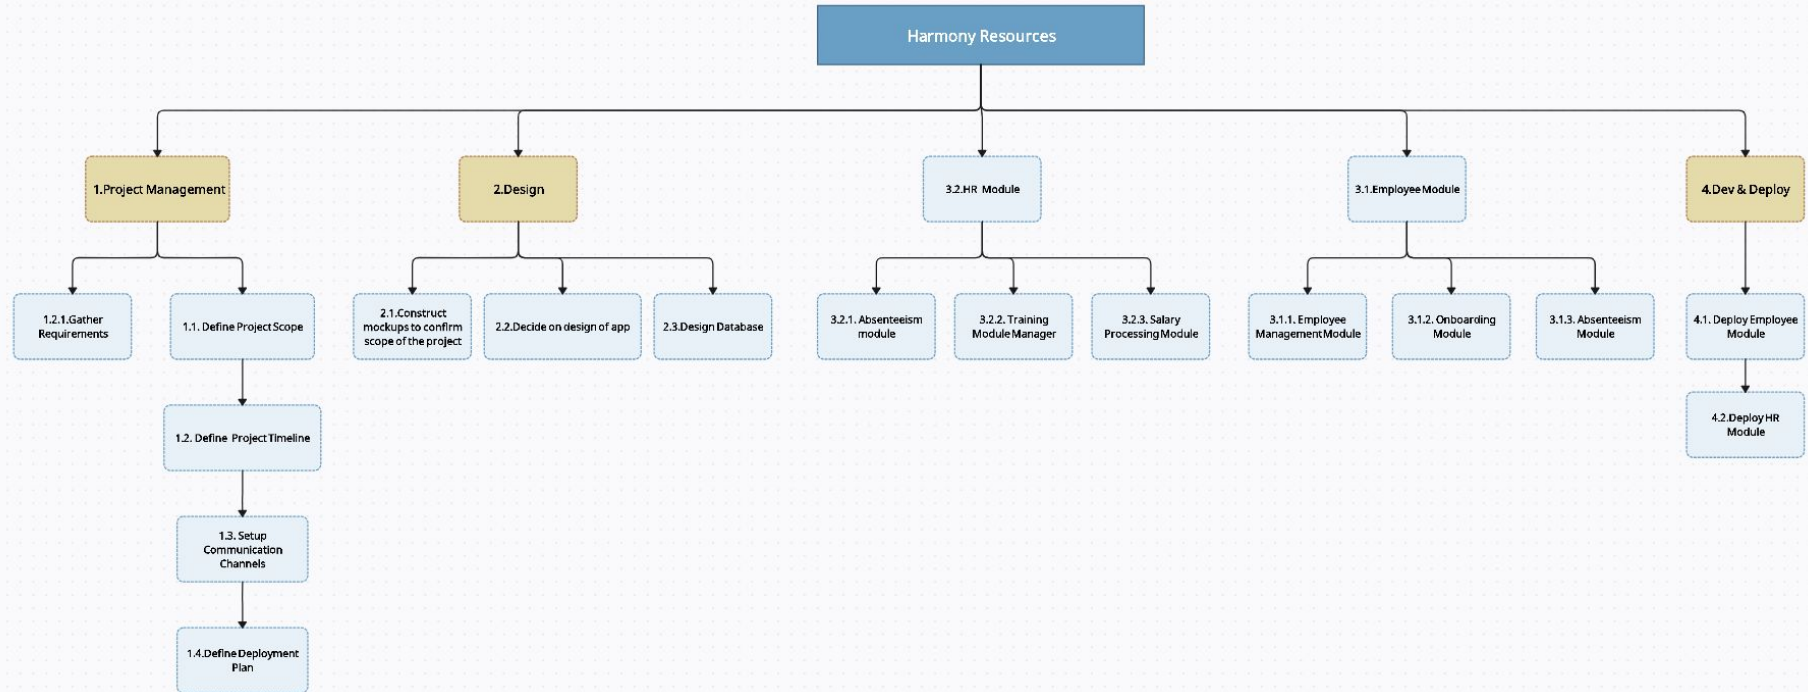 Harmony Resources
1.Project Management
2.Design
3.2.HR Module
3.1.Employee Module
4.Dev & Deploy
1.2.1.Gather
Requirements
1.1. Define Project Scope
2.1.Construct
mockups to confirm
scope of the project
2.2.Decide on design of app
2.3.Design Database
3.2.1. Absenteeism
module
3.2.2. Training
Module Manager
3.2.3. Salary
Processing Module
3.1.1. Employee
Management Module
3.1.2. Onboarding
Module
3.1.3. Absenteeism
Module
4.1. Deploy Employee
Module
1.2. Define Project Timeline
4.2.Deploy HR
Module
1.3. Setup
Communication
Channels
1.4.Define Deployment
Plan